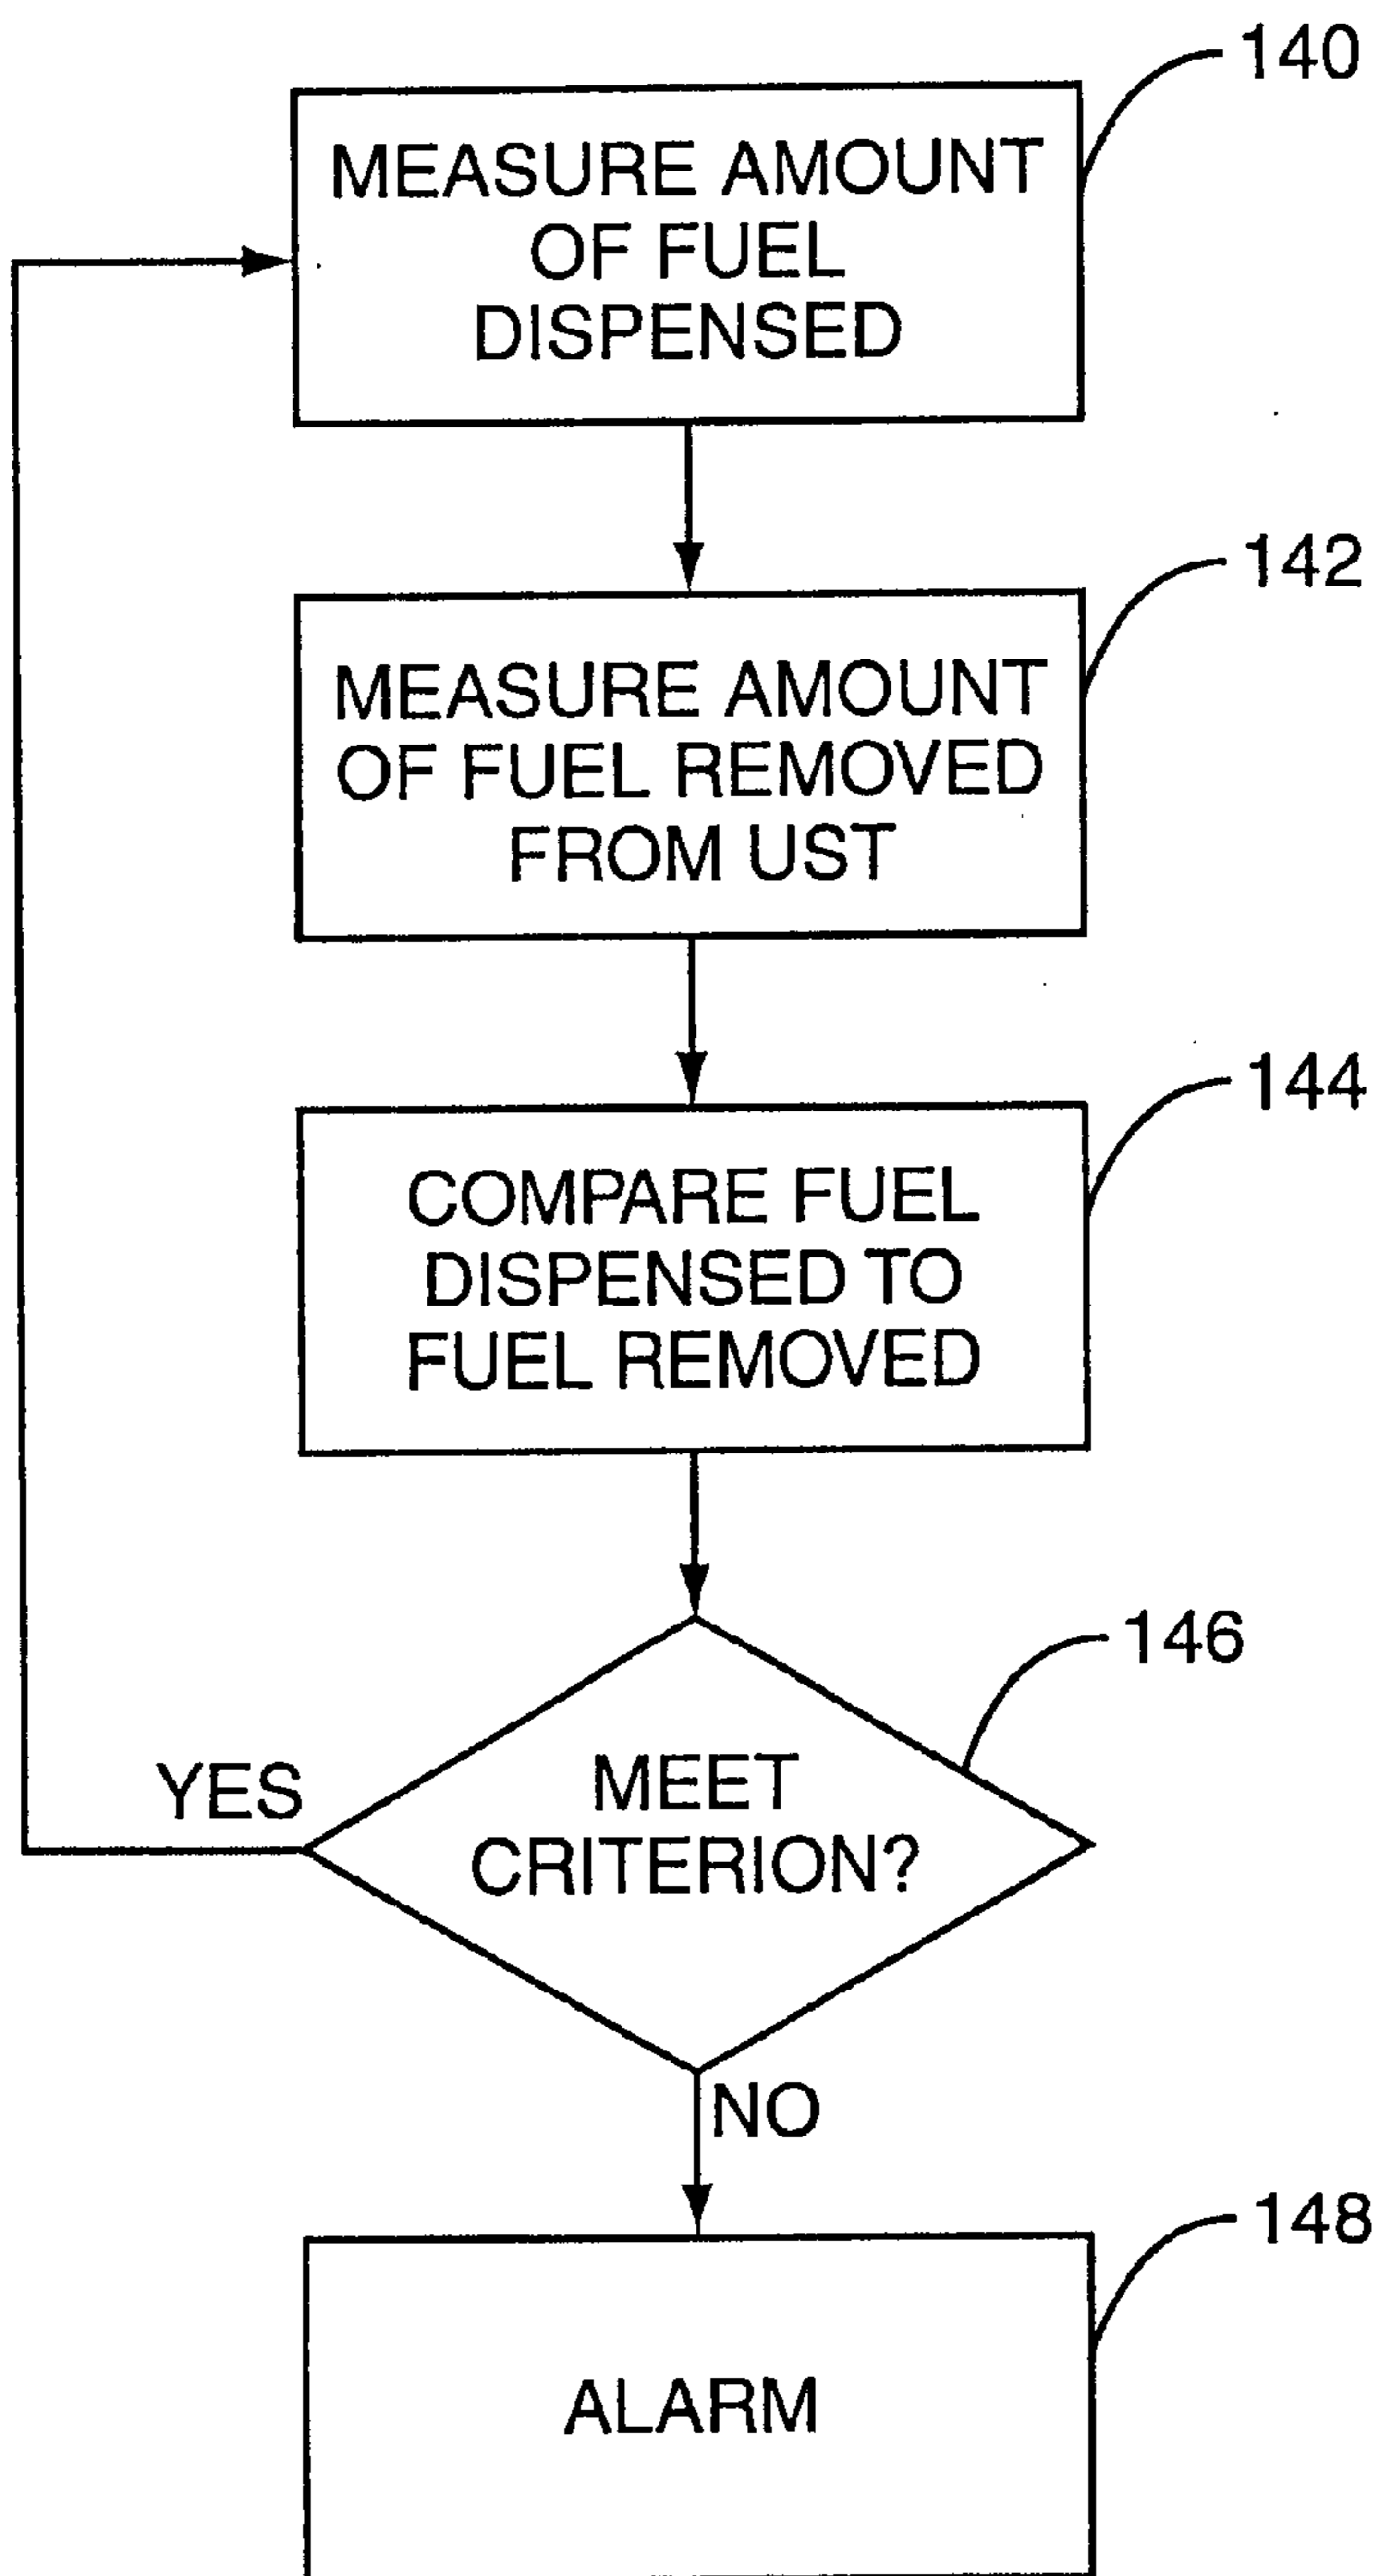 140
MEASURE AMOUNT
OF FUEL
DISPENSED
142
MEASURE AMOUNT
OF FUEL REMOVED
FROM UST
144
COMPARE FUEL
DISPENSED TO
FUEL REMOVED
146
MEET
CRITERION?
YES
NO
148
ALARM